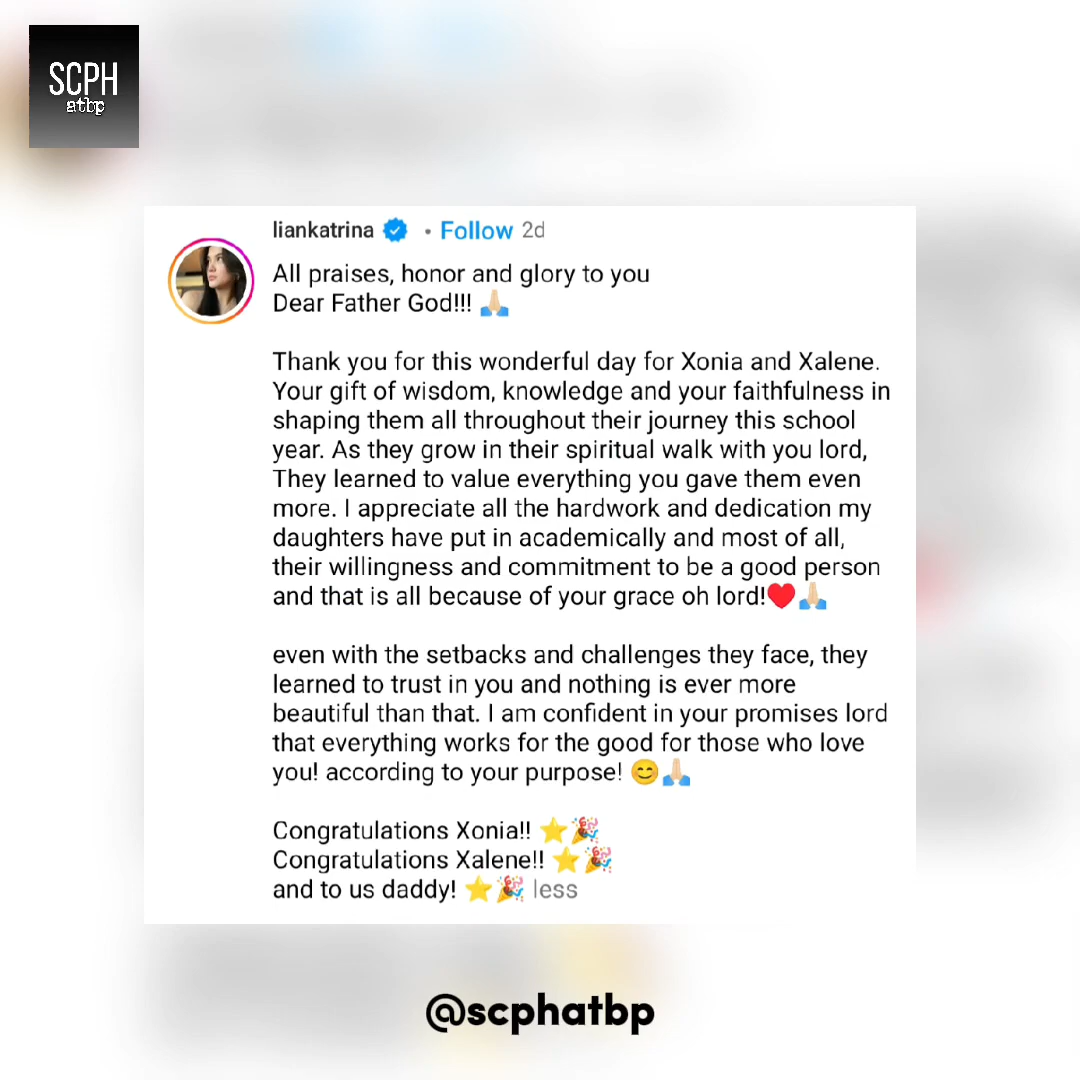 SCPH
atbp
liankatrina • Follow 2d
All praises, honor and glory to you
Dear Father God!!! 🙏🏻
Thank you for this wonderful day for Xonia and Xalene.
Your gift of wisdom, knowledge and your faithfulness in
shaping them all throughout their journey this school
year. As they grow in their spiritual walk with you lord,
They learned to value everything you gave them even
more. I appreciate all the hardwork and dedication my
daughters have put in academically and most of all,
their willingness and commitment to be a good person
and that is all because of your grace oh lord!❤️🙏🏻
even with the setbacks and challenges they face, they
learned to trust in you and nothing is ever more
beautiful than that. I am confident in your promises lord
that everything works for the good for those who love
you! according to your purpose! 😊🙏🏻
Congratulations Xonia!! ⭐🎉
Congratulations Xalene!! ⭐🎉
and to us daddy! ⭐🎉 less
@scphatbp